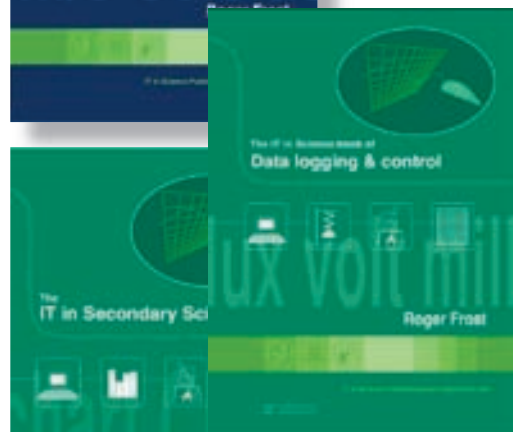 Roger Frost
The IT in Science book of
Data logging & control
lux volt mill
Roger Frost
The
IT in Secondary Sci